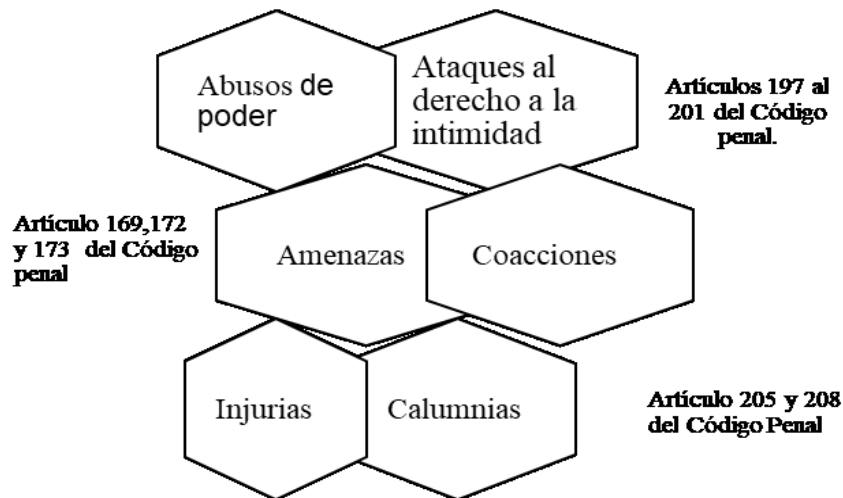 Abusos de
poder
Ataques al
derecho a la
intimidad
Artículos 197 al
201 del Código
penal.
Artículo 169,172
y 173 del Código
penal
Amenazas
Coacciones
Injurias
Calumnias
Artículo 205 y 208
del Código Penal